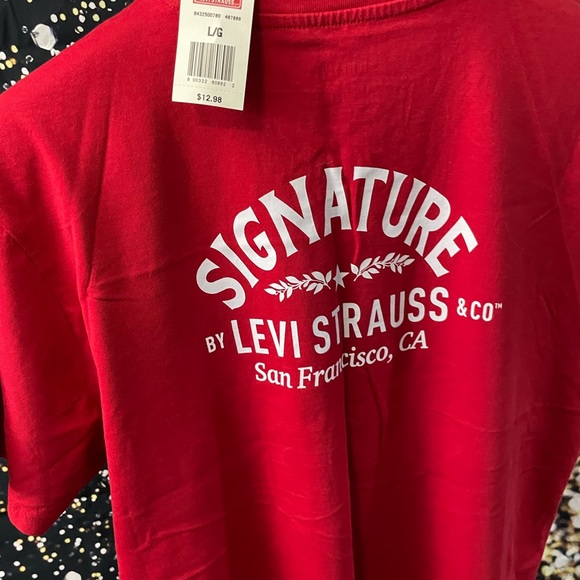 L/G
$12.98
SIGNATURE
BY LEVI STRAUSS & CO™
San Francisco, CA